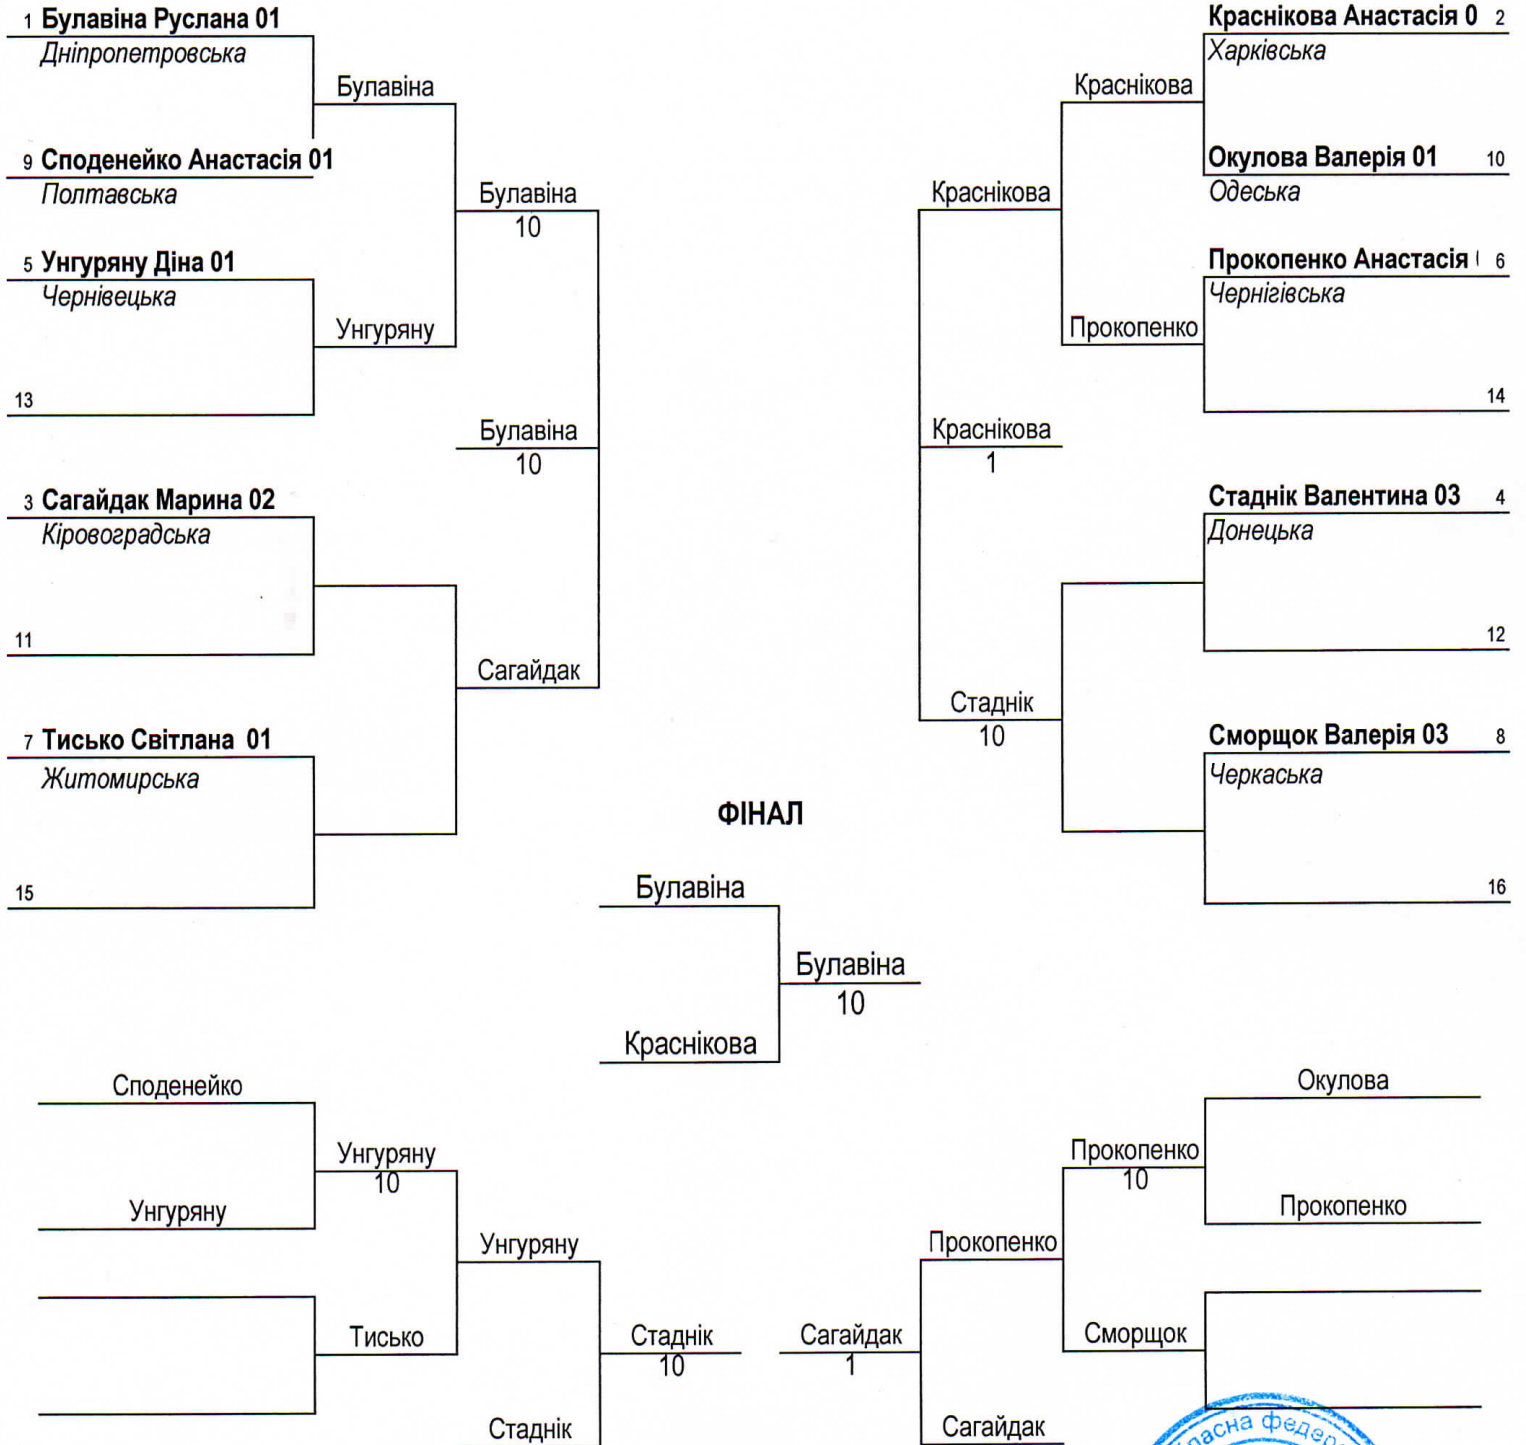 1 Булавіна Руслана 01
Дніпропетровська
Булавіна
9 Споденейко Анастасія 01
Полтавська
Булавіна
10
5 Унгуряну Діна 01
Чернівецька
Унгуряну
13
Булавіна
10
3 Сагайдак Марина 02
Кіровоградська
11
Сагайдак
7 Тисько Світлана 01
Житомирська
15
Краснікова Анастасія 0 2
Харківська
Краснікова
Окулова Валерія 01 10
Одеська
Краснікова
Прокопенко Анастасія 6
Чернігівська
Прокопенко
14
Краснікова
1
Стаднік Валентина 03 4
Донецька
12
Стаднік
10
Сморщок Валерія 03 8
Черкаська
16
ФІНАЛ
Булавіна
Булавіна
10
Краснікова
Споденейко
Унгуряну
10
Унгуряну
Унгуряну
Тисько
Стаднік
10
Стаднік
Окулова
Прокопенко
10
Прокопенко
Прокопенко
Сморщок
Сагайдак
1
Сагайдак